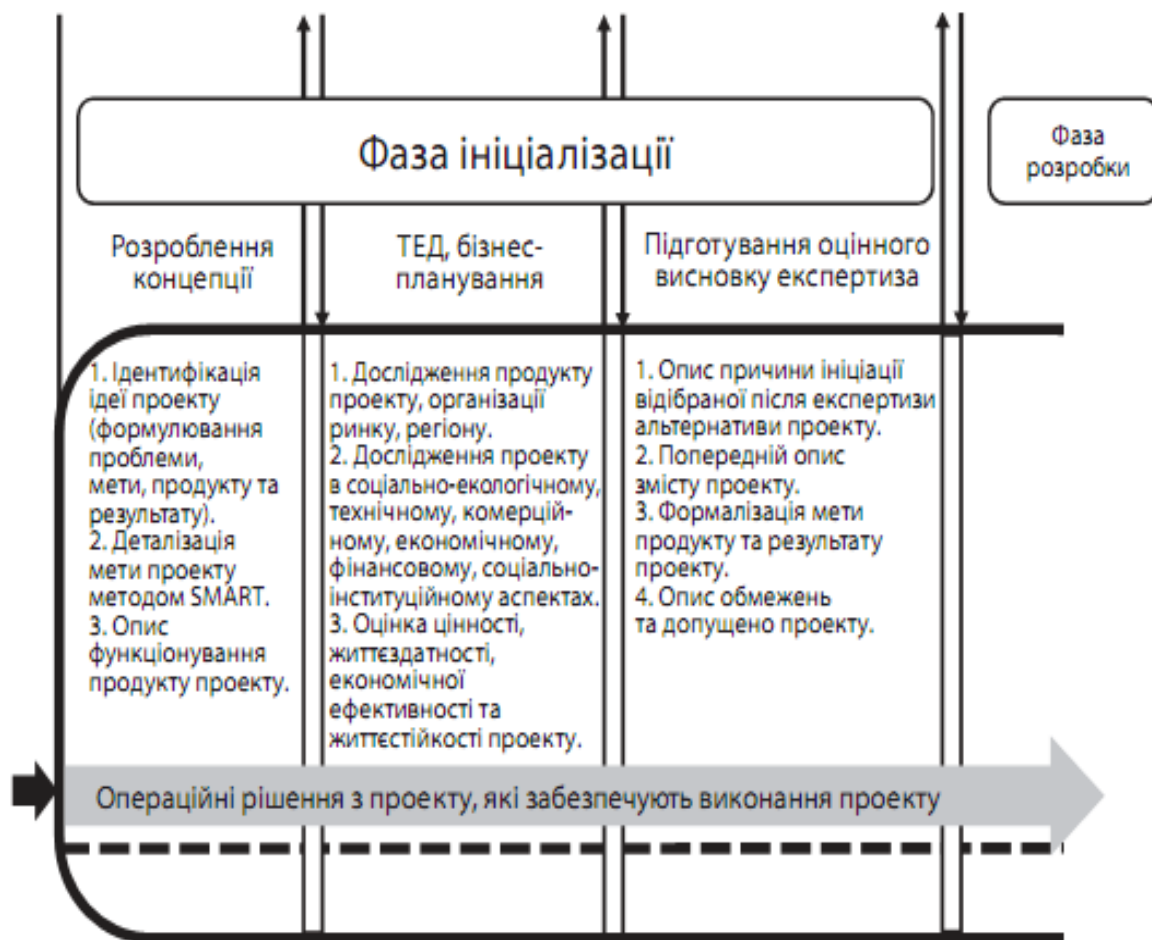 Фаза ініціалізації
Фаза
розробки
Розроблення
концепції
ТЕД, бізнес-
планування
Підготування оцінного
висновку експертиза
1. Ідентифікація
ідеї проекту
(формулювання
проблеми,
мети, продукту та
результату).
2. Деталізація
мети проекту
методом SMART.
3. Опис
функціонування
продукту проекту.
1. Дослідження продукту
проекту, організації
ринку, регіону.
2. Дослідження проекту
в соціально-екологічному,
технічному, комерцій-
ному, економічному,
фінансовому, соціально-
інституційному аспектах.
3. Оцінка цінності,
життєздатності,
економічної
ефективності та
життєстійкості проекту.
1. Опис причини ініціації
відібраної після експертизи
альтернативи проекту.
2. Попередній опис
змісту проекту.
3. Формалізація мети
продукту та результату
проекту.
4. Опис обмежень
та допущено проекту.
Операційні рішення з проекту, які забезпечують виконання проекту